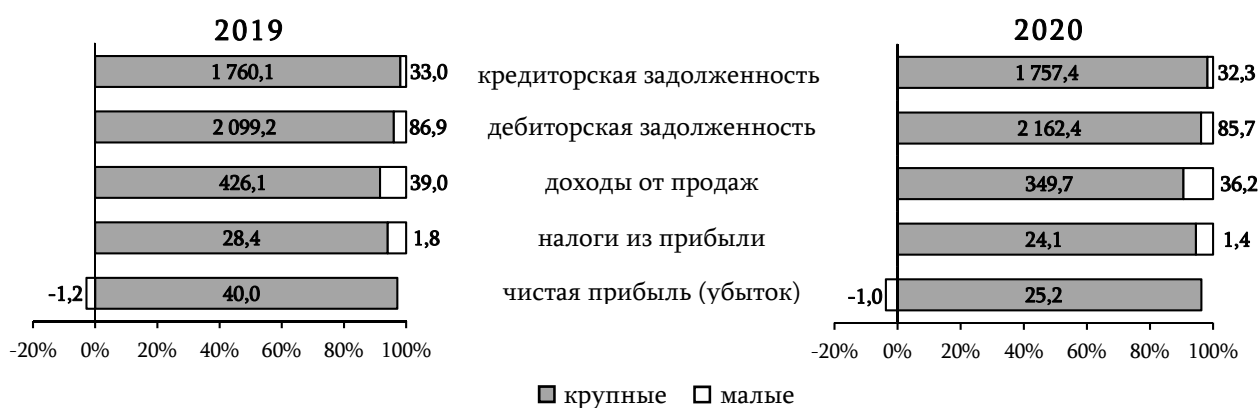 2019 2020
1 760,1 33,0 кредиторская задолженность 1 757,4 32,3
2 099,2 86,9 дебиторская задолженность 2 162,4 85,7
426,1 39,0 доходы от продаж 349,7 36,2
28,4 1,8 налоги из прибыли 24,1 1,4
-1,2 40,0 чистая прибыль (убыток) -1,0 25,2
-20% 0% 20% 40% 60% 80% 100% -20% 0% 20% 40% 60% 80% 100%
крупные малые